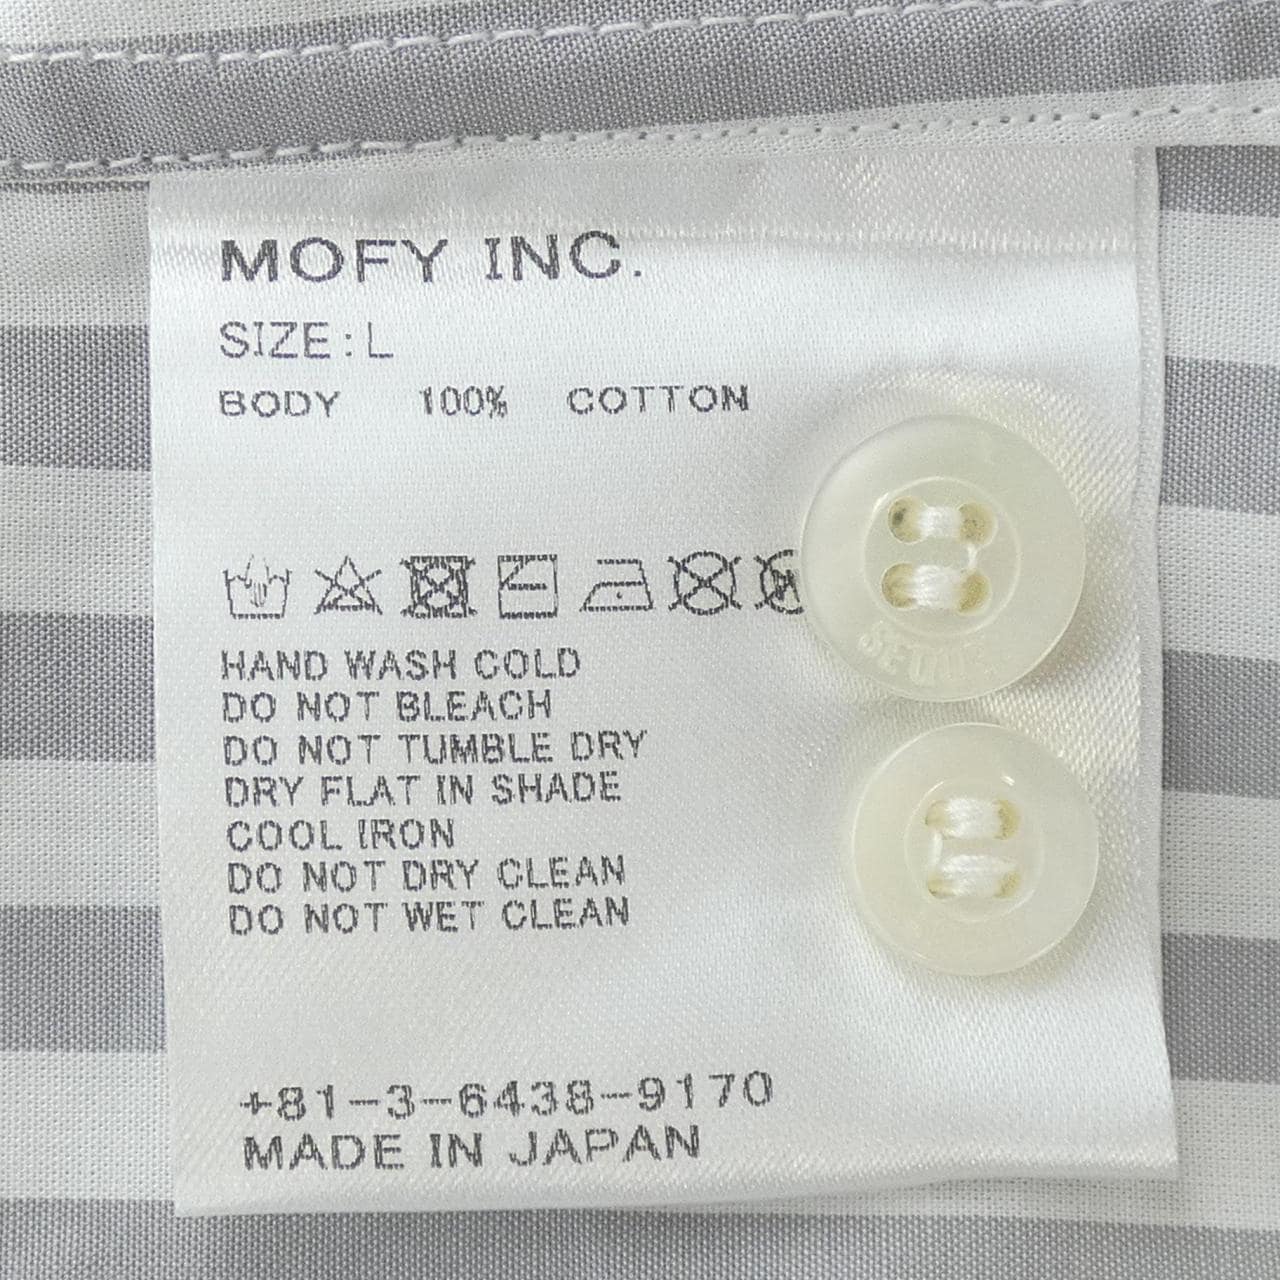 MOFY INC.
SIZE:L
BODY 100% COTTON
HAND WASH COLD
DO NOT BLEACH
DO NOT TUMBLE DRY
DRY FLAT IN SHADE
COOL IRON
DO NOT DRY CLEAN
DO NOT WET CLEAN
+81-3-6438-9170
MADE IN JAPAN